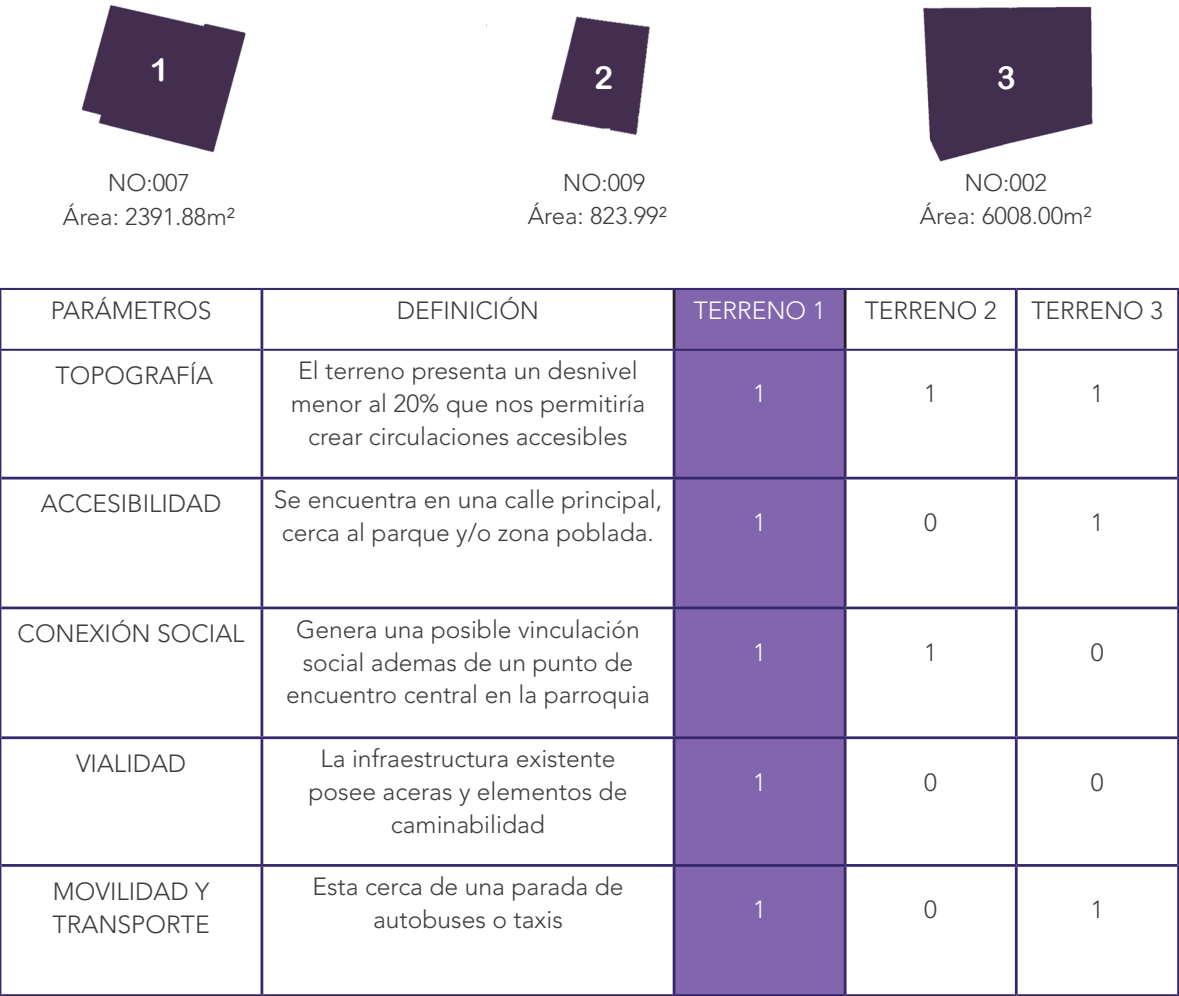 1
2
3
NO:007
Área: 2391.88m²
NO:009
Área: 823.99²
NO:002
Área: 6008.00m²
PARÁMETROS
DEFINICIÓN
TERRENO 1
TERRENO 2
TERRENO 3
TOPOGRAFÍA
El terreno presenta un desnivel
menor al 20% que nos permitiría
crear circulaciones accesibles
1
1
1
ACCESIBILIDAD
Se encuentra en una calle principal,
cerca al parque y/o zona poblada.
1
0
1
CONEXIÓN SOCIAL
Genera una posible vinculación
social ademas de un punto de
encuentro central en la parroquia
1
1
0
VIALIDAD
La infraestructura existente
posee aceras y elementos de
caminabilidad
1
0
0
MOVILIDAD Y
TRANSPORTE
Esta cerca de una parada de
autobuses o taxis
1
0
1